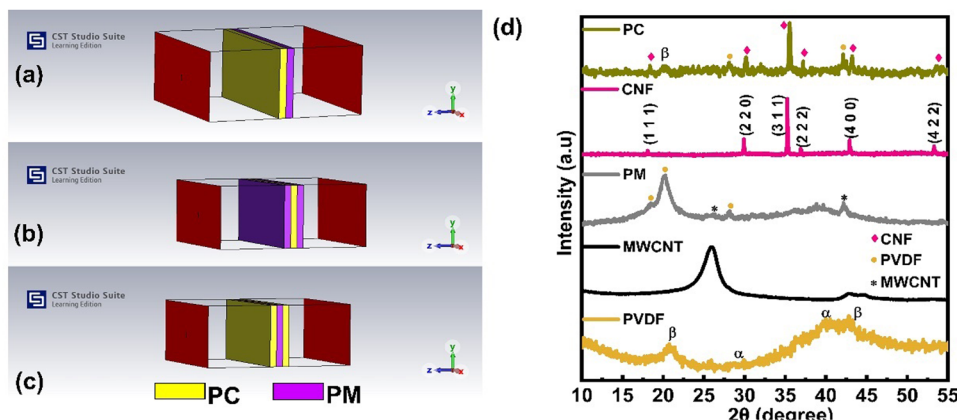 CST Studio Suite
Learning Edition
(a)
y
z
x
CST Studio Suite
Learning Edition
(b)
y
z
x
CST Studio Suite
Learning Edition
(c)
y
z
x
PC PM
(d)
PC
β
CNF
(1 1 1)
(2 2 0)
(3 1 1)
(2 2 2)
(4 0 0)
(4 2 2)
PM
*
*
MWCNT
CNF
PVDF
* MWCNT
PVDF
β
α
α
β
Intensity (a.u)
10 15 20 25 30 35 40 45 50 55
2θ (degree)